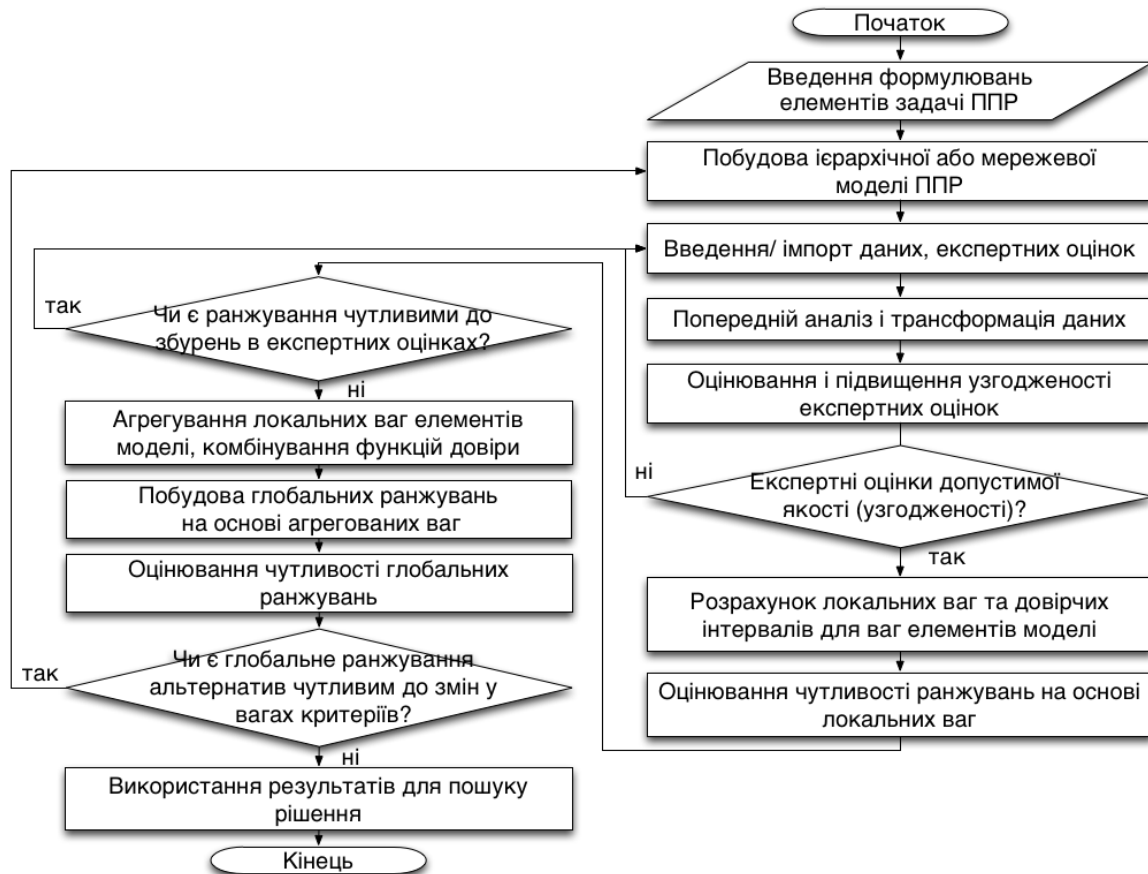 Початок
Введення формулювань
елементів задачі ППР
Побудова ієрархічної або мережевої
моделі ППР
Введення/ імпорт даних, експертних оцінок
Попередній аналіз і трансформація даних
Оцінювання і підвищення узгодженості
експертних оцінок
ні
Експертні оцінки допустимої
якості (узгодженості)?
так
Розрахунок локальних ваг та довірчих
інтервалів для ваг елементів моделі
Оцінювання чутливості ранжувань на основі
локальних ваг
так
Чи є ранжування чутливими до
збурень в експертних оцінках?
ні
Агрегування локальних ваг елементів
моделі, комбінування функцій довіри
Побудова глобальних ранжувань
на основі агрегованих ваг
Оцінювання чутливості глобальних
ранжувань
так
Чи є глобальне ранжування
альтернатив чутливим до змін у
вагах критеріїв?
ні
Використання результатів для пошуку
рішення
Кінець